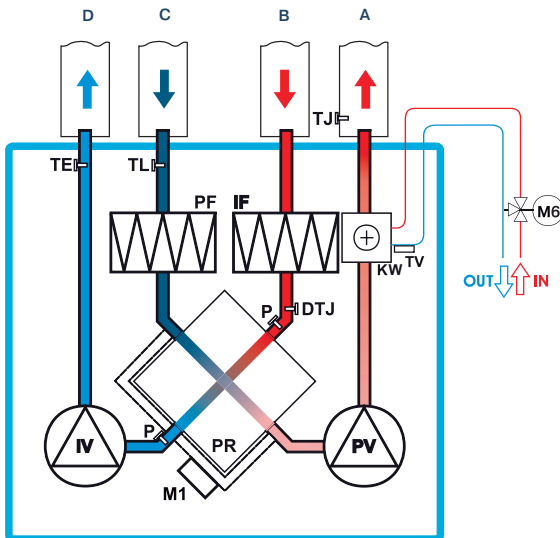 D C B A
TJ
TE TL
PF IF
M6
KW TV
OUT IN
P DTJ
P
IV PR PV
M1